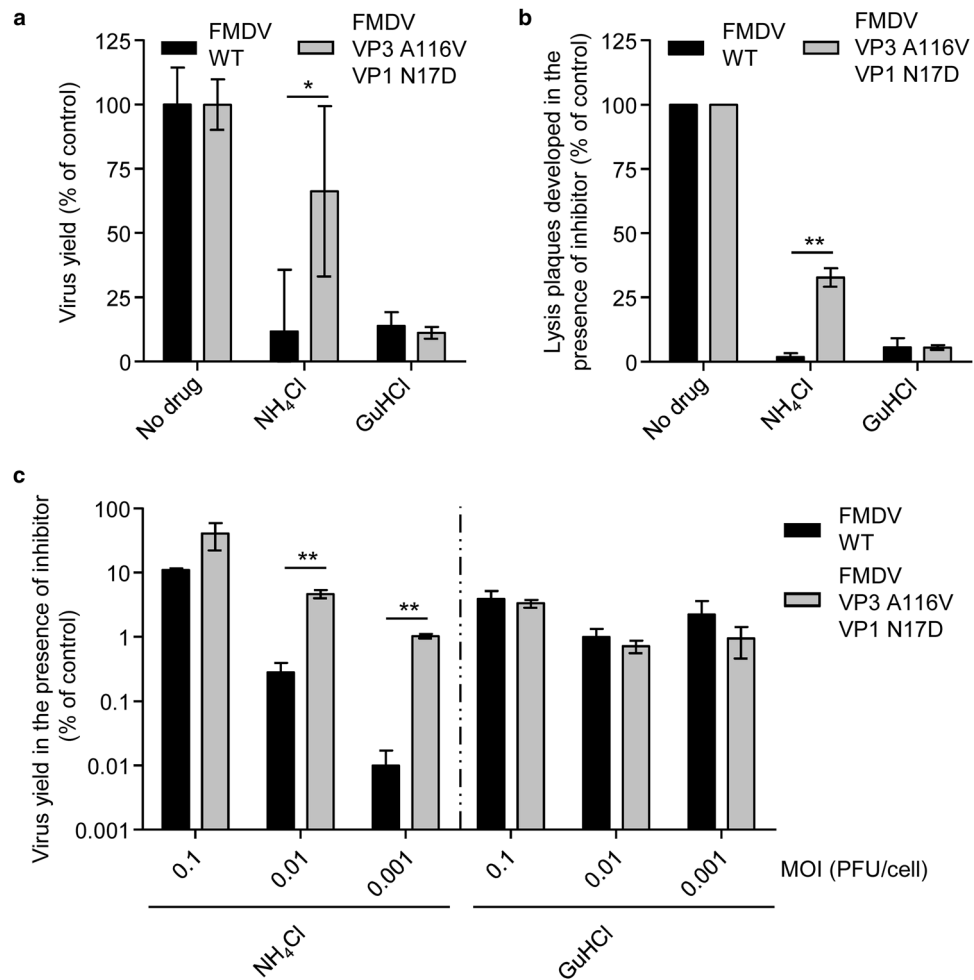 a
FMDV
WT
FMDV
VP3 A116V
VP1 N17D
Virus yield (% of control)
125
100
75
50
25
0
*
No drug
NH₄Cl
GuHCl
b
FMDV
WT
FMDV
VP3 A116V
VP1 N17D
Lysis plaques developed in the
presence of inhibitor (% of control)
125
100
75
50
25
0
**
No drug
NH₄Cl
GuHCl
c
Virus yield in the presence of inhibitor
(% of control)
100
10
1
0.1
0.01
0.001
**
**
FMDV
WT
FMDV
VP3 A116V
VP1 N17D
0.1
0.01
0.001
0.1
0.01
0.001
MOI (PFU/cell)
NH₄Cl
GuHCl